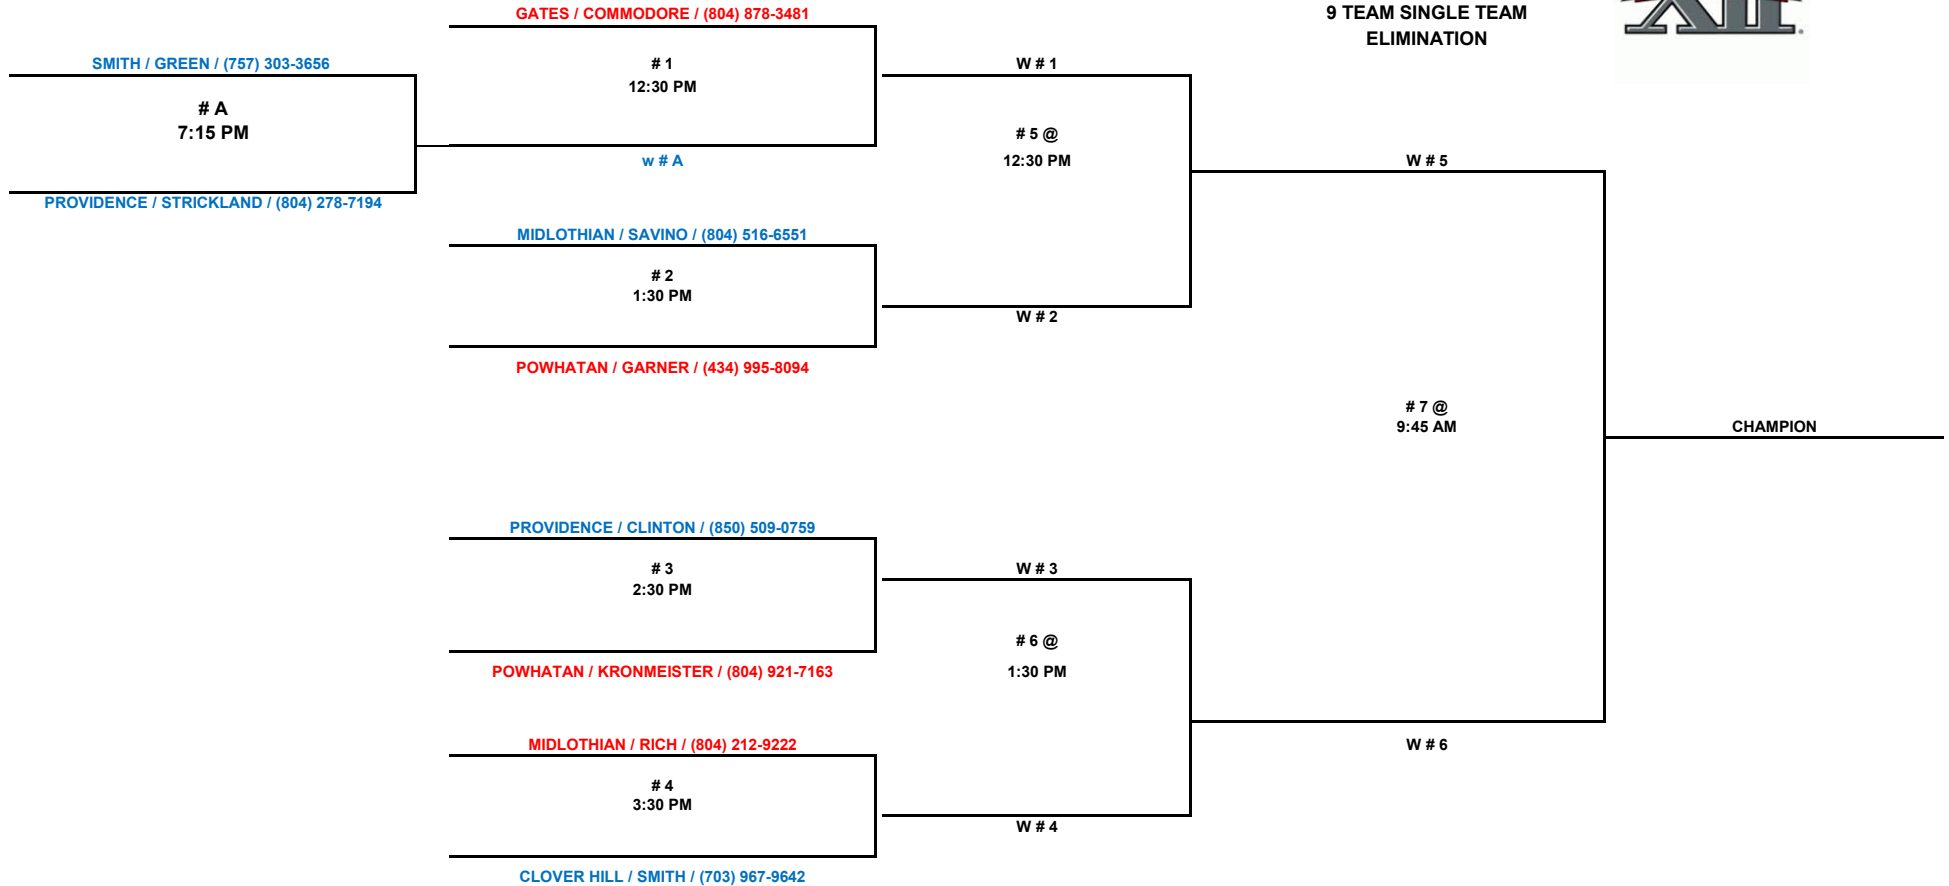 GATES / COMMODORE / (804) 878-3481
9 TEAM SINGLE TEAM
ELIMINATION
XII
SMITH / GREEN / (757) 303-3656
# 1
12:30 PM
W # 1
# A
7:15 PM
# 5 @
12:30 PM
w # A
W # 5
PROVIDENCE / STRICKLAND / (804) 278-7194
MIDLOTHIAN / SAVINO / (804) 516-6551
# 2
1:30 PM
W # 2
POWHATAN / GARNER / (434) 995-8094
# 7 @
9:45 AM
CHAMPION
PROVIDENCE / CLINTON / (850) 509-0759
# 3
2:30 PM
W # 3
# 6 @
1:30 PM
POWHATAN / KRONMEISTER / (804) 921-7163
MIDLOTHIAN / RICH / (804) 212-9222
W # 6
# 4
3:30 PM
W # 4
CLOVER HILL / SMITH / (703) 967-9642